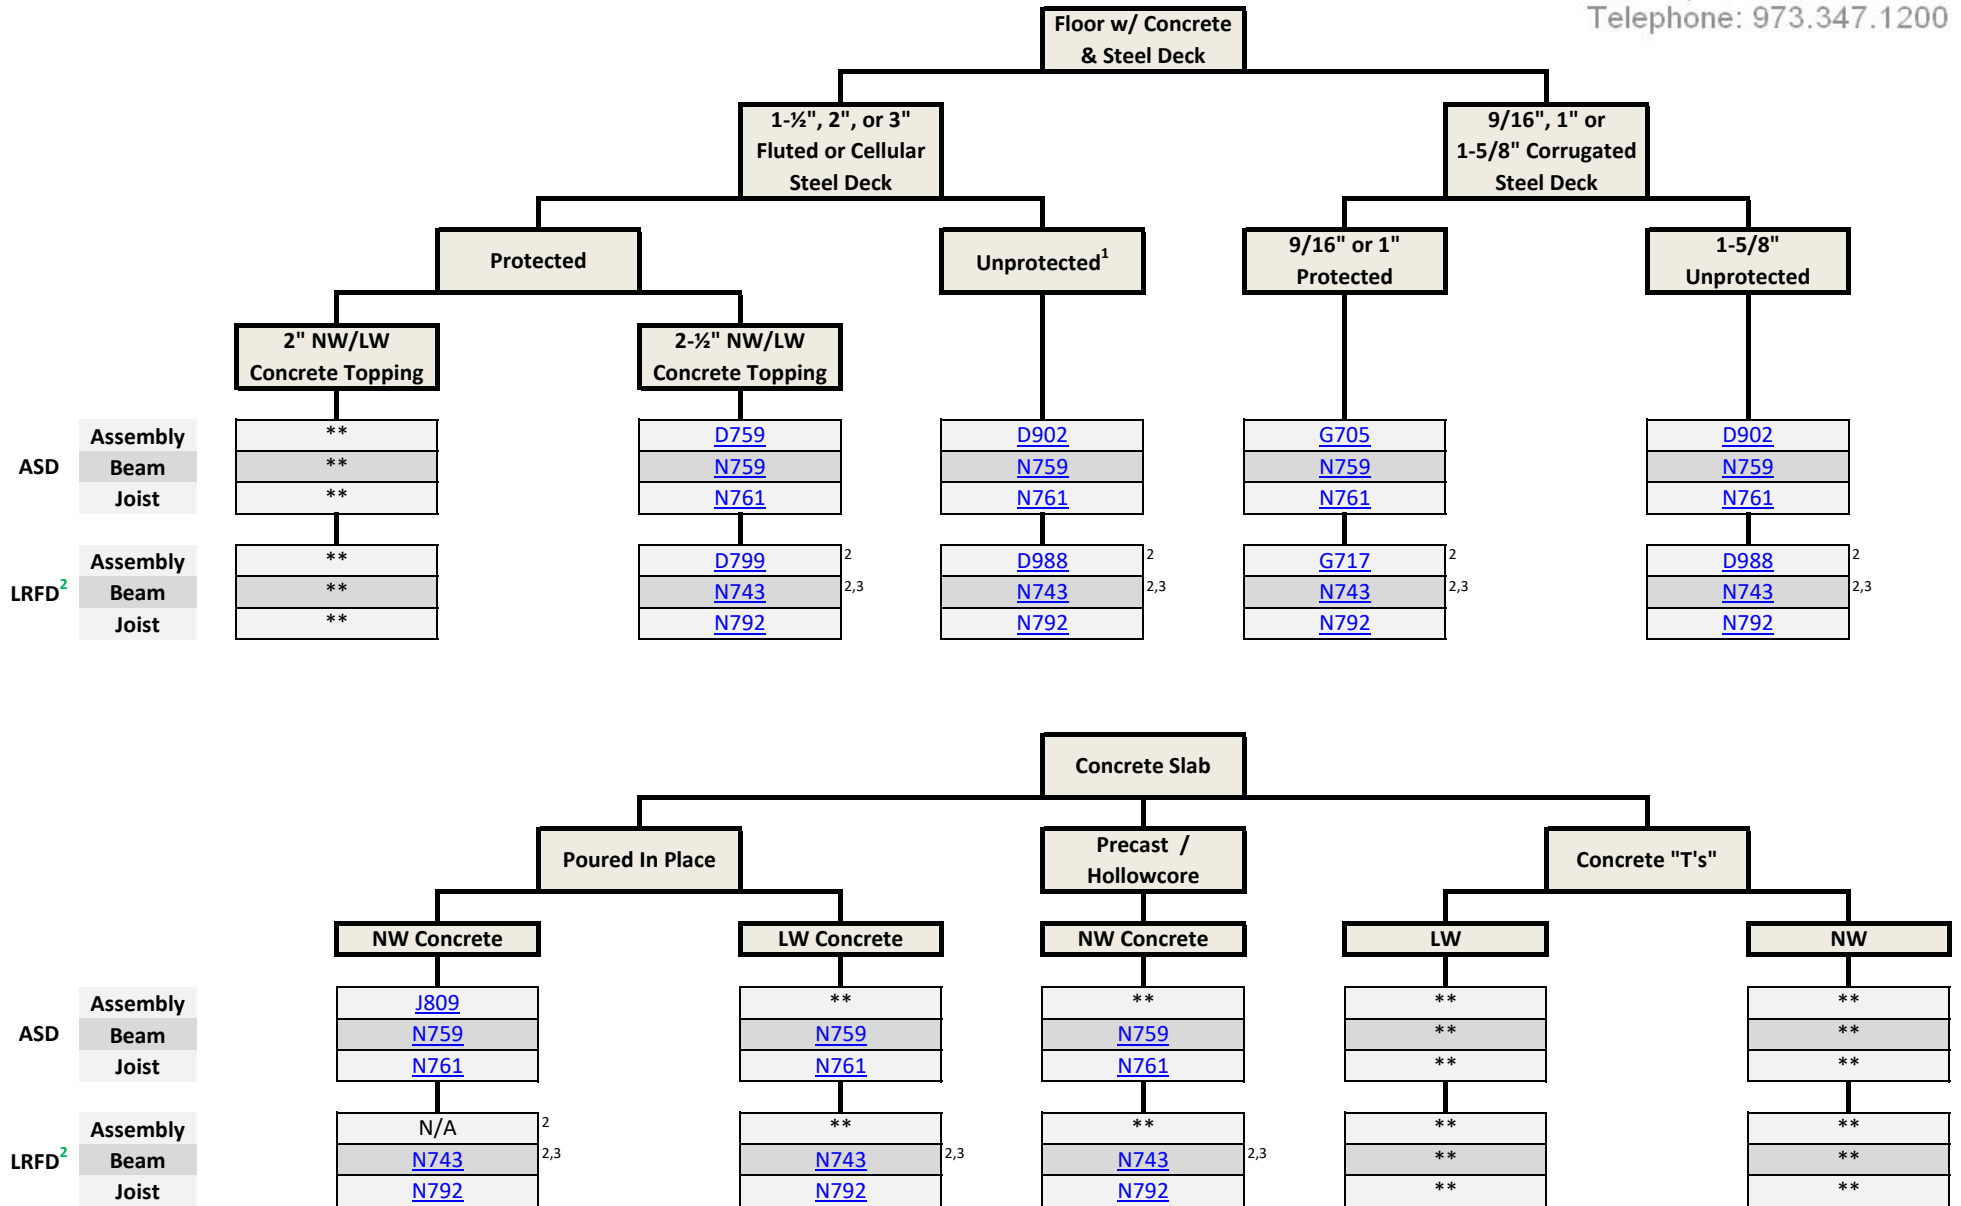 Telephone: 973.347.1200
Floor w/ Concrete
& Steel Deck
1-½", 2", or 3"
Fluted or Cellular
Steel Deck
9/16", 1" or
1-5/8" Corrugated
Steel Deck
Protected
Unprotected1
9/16" or 1"
Protected
1-5/8"
Unprotected
2" NW/LW
Concrete Topping
2-½" NW/LW
Concrete Topping
Assembly ** D759 D902 G705 D902
ASD Beam ** N759 N759 N759 N759
Joist ** N761 N761 N761 N761
Assembly ** D799 2 D988 2 G717 2 D988 2
LRFD2 Beam ** N743 2,3 N743 2,3 N743 2,3 N743 2,3
Joist ** N792 N792 N792 N792
Concrete Slab
Poured In Place
Precast /
Hollowcore
Concrete "T's"
NW Concrete LW Concrete NW Concrete LW NW
Assembly J809 ** ** ** **
ASD Beam N759 N759 N759 ** **
Joist N761 N761 N761 ** **
Assembly N/A 2 ** ** ** **
LRFD2 Beam N743 2,3 N743 2,3 N743 2,3 ** **
Joist N792 N792 N792 ** **